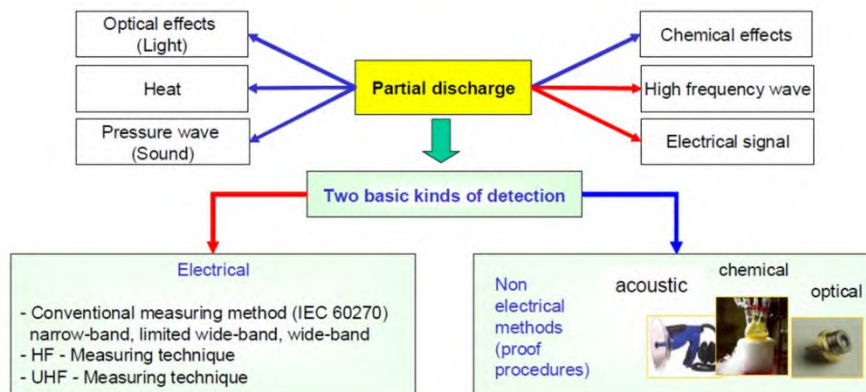 Optical effects
(Light)
Heat
Pressure wave
(Sound)
Partial discharge
Chemical effects
High frequency wave
Electrical signal
Two basic kinds of detection
Electrical
- Conventional measuring method (IEC 60270)
narrow-band, limited wide-band, wide-band
- HF - Measuring technique
- UHF - Measuring technique
Non
electrical
methods
(proof
procedures)
acoustic
chemical
optical